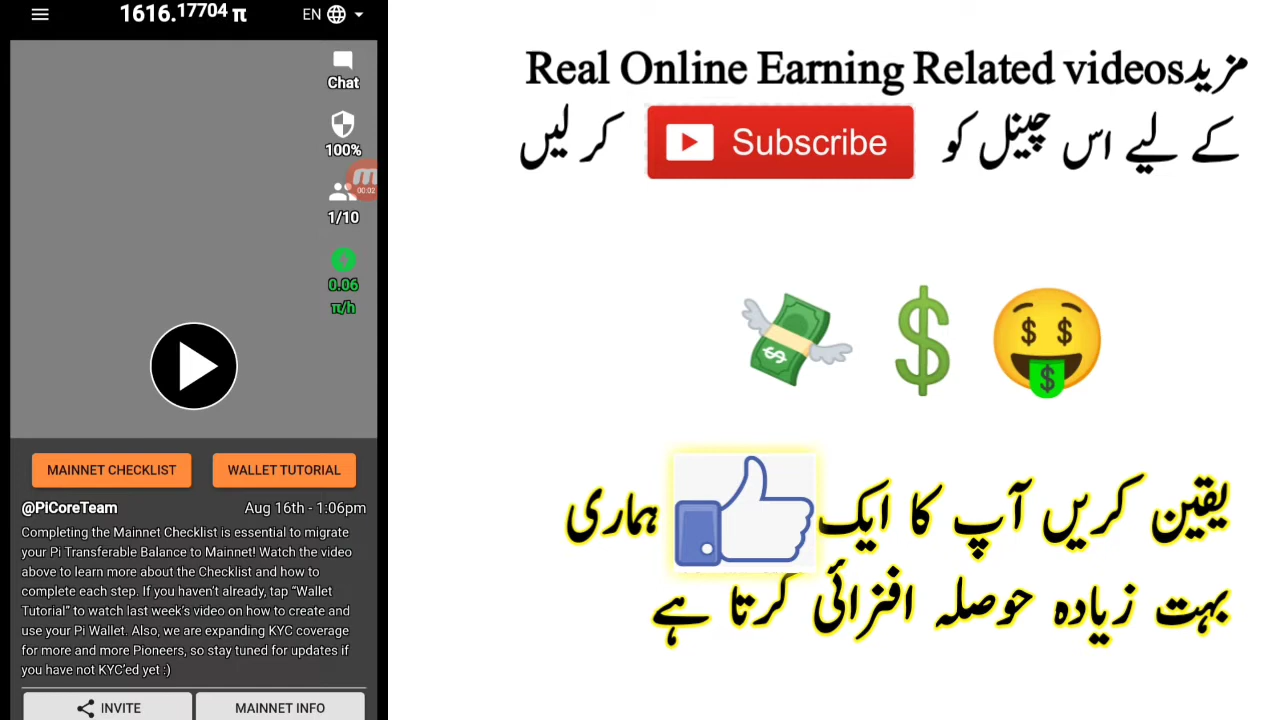 1616.17704 π
EN
Chat
100%
00:02
1/10
0.06
π/h
MAINNET CHECKLIST
WALLET TUTORIAL
@PiCoreTeam
Aug 16th - 1:06pm
Completing the Mainnet Checklist is essential to migrate
your Pi Transferable Balance to Mainnet! Watch the video
above to learn more about the Checklist and how to
complete each step. If you haven't already, tap “Wallet
Tutorial” to watch last week's video on how to create and
use your Pi Wallet. Also, we are expanding KYC coverage
for more and more Pioneers, so stay tuned for updates if
you have not KYC'ed yet :)
INVITE
MAINNET INFO
مزید Real Online Earning Related videos
کے لیے اس چینل کو Subscribe کر لیں
یقین کریں آپ کا ایک ہماری
بہت زیادہ حوصلہ افزائی کرتا ہے